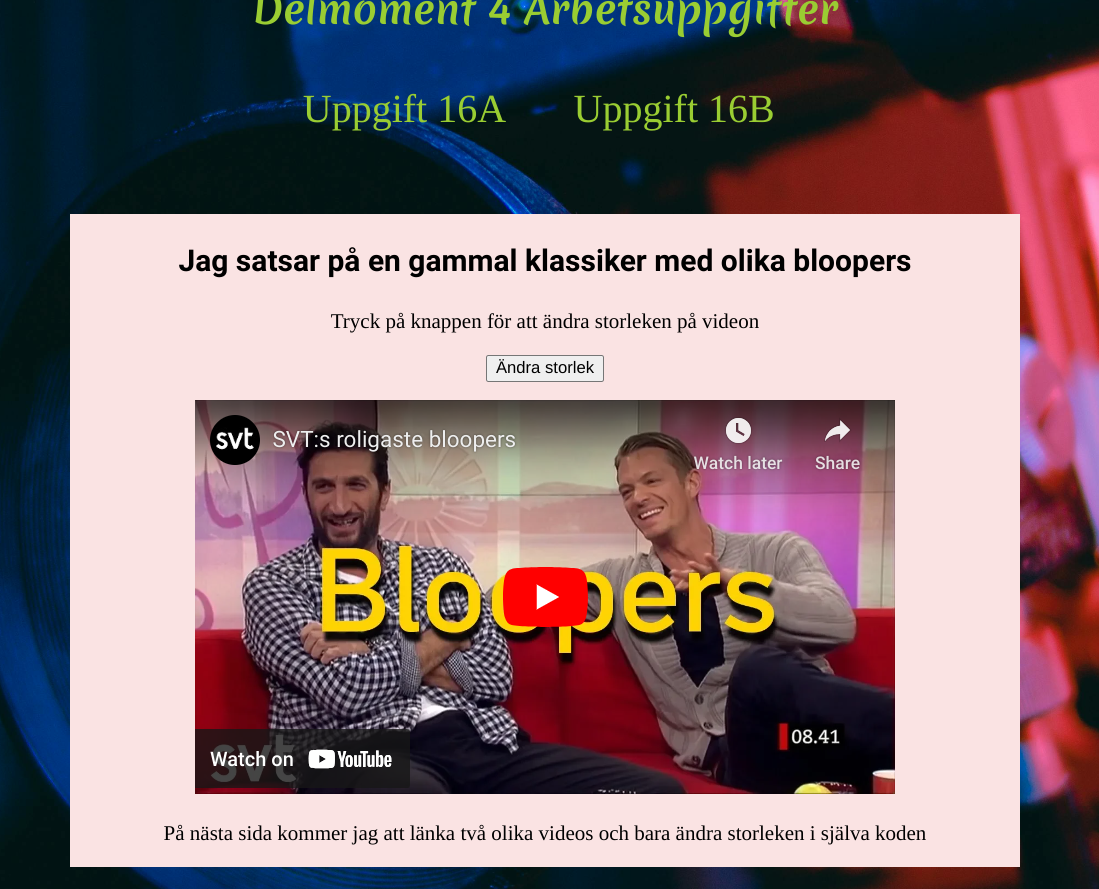 Delmoment 4 Arbetsuppgifter
Uppgift 16A Uppgift 16B
Jag satsar på en gammal klassiker med olika bloopers
Tryck på knappen för att ändra storleken på videon
Ändra storlek
svt SVT:s roligaste bloopers
Watch later Share
Bloopers
08.41
svt
Watch on YouTube
På nästa sida kommer jag att länka två olika videos och bara ändra storleken i själva koden